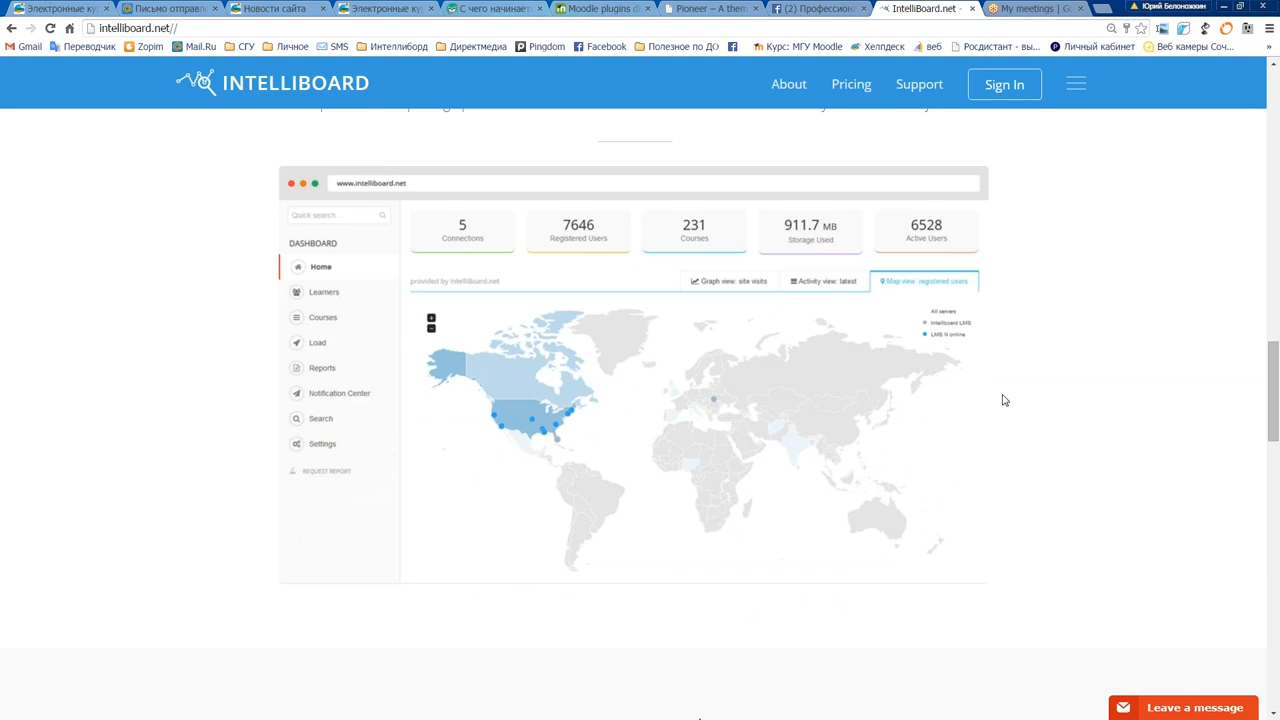 Электронные ку
Письмо отправл
Новости сайта
Электронные ку
С чего начинает
Moodle plugins di
Pioneer – A them
(2) Профессиона
IntelliBoard.net -
My meetings | Go
Юрий Белоножкин
intelliboard.net//
Gmail
Переводчик
Zopim
Mail.Ru
СГУ
Личное
SMS
Интеллиборд
Директмедиа
Pingdom
Facebook
Полезное по ДО
Курс: МГУ Moodle
Хелпдеск
веб
Росдистант - вы...
Личный кабинет
Веб камеры Соч...
»
INTELLIBOARD
About
Pricing
Support
Sign In
www.intelliboard.net
Quick search ...
5
7646
231
911.7 MB
6528
Connections
Registered Users
Courses
Storage Used
Active Users
DASHBOARD
Home
Learners
Courses
Load
Reports
Notification Center
Search
Settings
REQUEST REPORT
provided by intelliBoard.net
Graph view: site visits
Activity view: latest
Map view: registered users
All servers
Intelliboard LMS
LMS N online
Leave a message